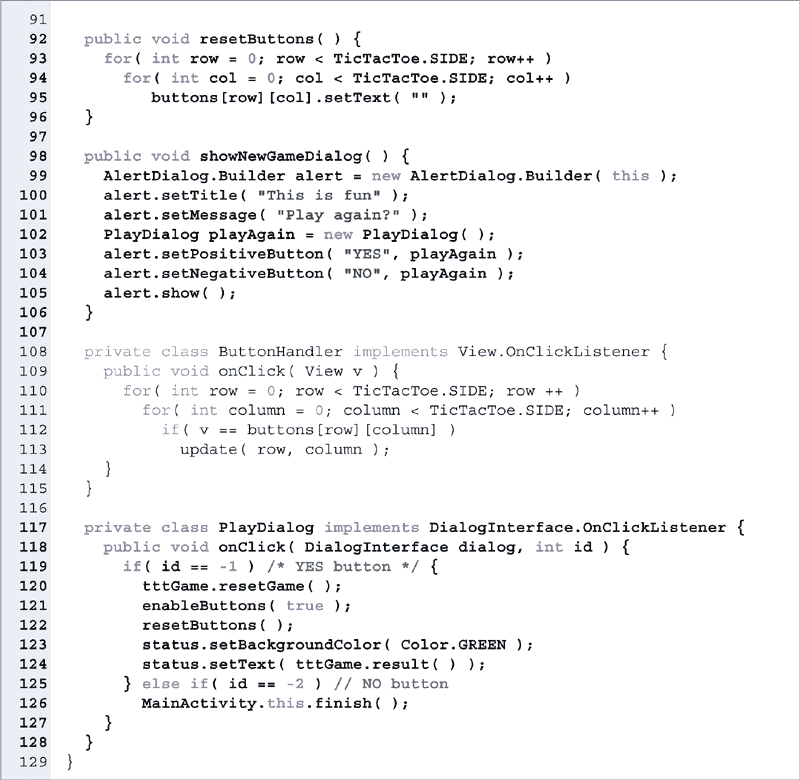 91
92 public void resetButtons( ) {
93 for( int row = 0; row < TicTacToe.SIDE; row++ )
94 for( int col = 0; col < TicTacToe.SIDE; col++ )
95 buttons[row][col].setText( "" );
96 }
97
98 public void showNewGameDialog( ) {
99 AlertDialog.Builder alert = new AlertDialog.Builder( this );
100 alert.setTitle( "This is fun" );
101 alert.setMessage( "Play again?" );
102 PlayDialog playAgain = new PlayDialog( );
103 alert.setPositiveButton( "YES", playAgain );
104 alert.setNegativeButton( "NO", playAgain );
105 alert.show( );
106 }
107
108 private class ButtonHandler implements View.OnClickListener {
109 public void onClick( View v ) {
110 for( int row = 0; row < TicTacToe.SIDE; row ++ )
111 for( int column = 0; column < TicTacToe.SIDE; column++ )
112 if( v == buttons[row][column] )
113 update( row, column );
114 }
115 }
116
117 private class PlayDialog implements DialogInterface.OnClickListener {
118 public void onClick( DialogInterface dialog, int id ) {
119 if( id == -1 ) /* YES button */ {
120 tttGame.resetGame( );
121 enableButtons( true );
122 resetButtons( );
123 status.setBackgroundColor( Color.GREEN );
124 status.setText( tttGame.result( ) );
125 } else if( id == -2 ) // NO button
126 MainActivity.this.finish( );
127 }
128 }
129 }